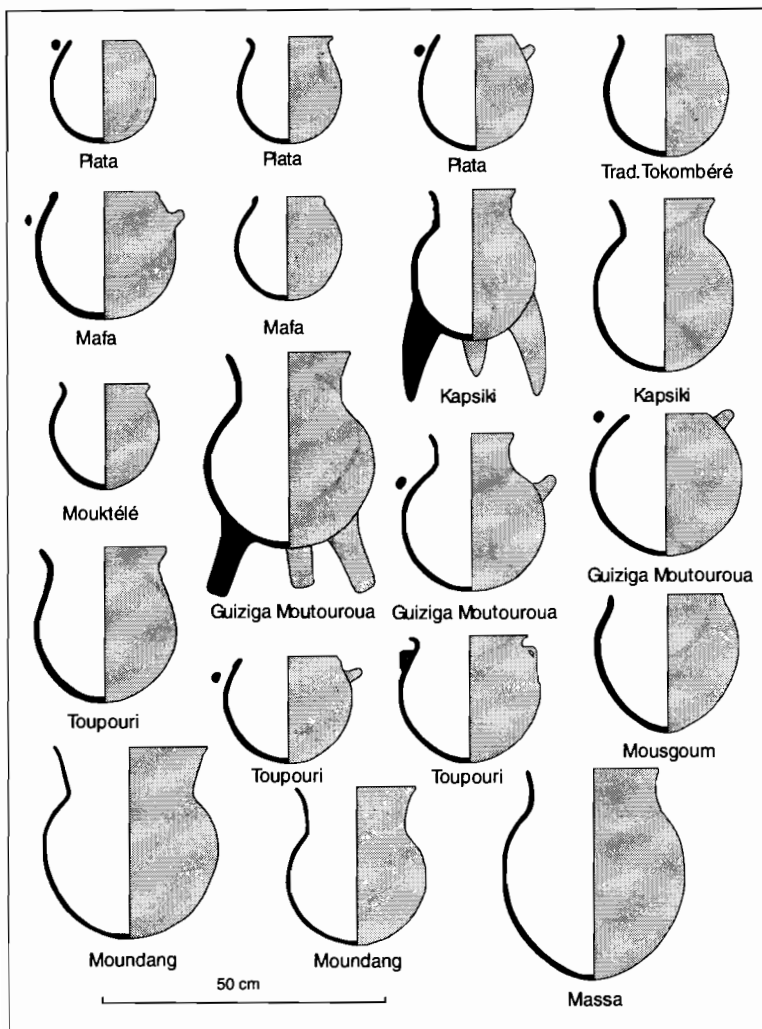 Plata
Plata
Plata
Trad. Tokombéré
Mafa
Mafa
Kapsiki
Kapsiki
Mouktélé
Guiziga Moutouroua
Guiziga Moutouroua
Guiziga Moutouroua
Toupouri
Toupouri
Toupouri
Mousgoum
Moundang
Moundang
Massa
50 cm